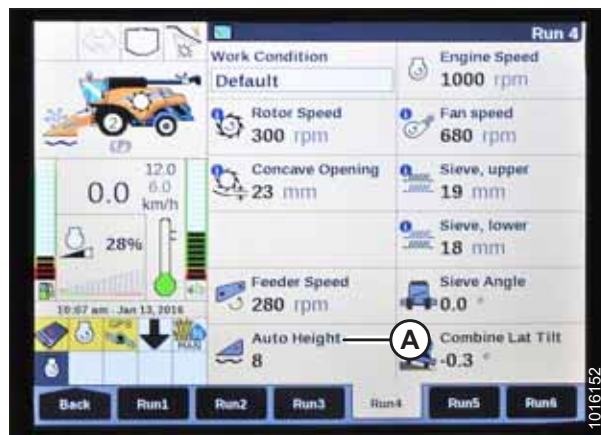 Run 4
Work Condition
Default
Engine Speed
1000 rpm
Rotor Speed
300 rpm
Fan speed
680 rpm
Concave Opening
23 mm
Sieve, upper
19 mm
Sieve, lower
18 mm
Feeder Speed
280 rpm
Sieve Angle
0.0 °
Auto Height
8
A
Combine Lat Tilt
-0.3 °
2
(P)
0.0
12.0
6.0
km/h
28%
10:07 am - Jan 13, 2016
GPS
MAN
Back
Run1
Run2
Run3
Run4
Run5
Run6
1016152